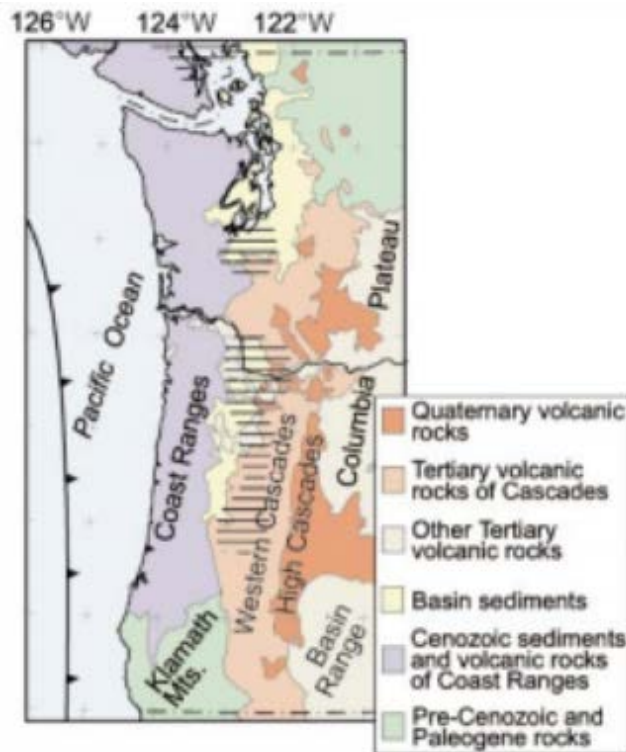 126°W 124°W 122°W
Pacific Ocean
Coast Ranges
Western Cascades
High Cascades
Plateau
Columbia
Klamath
Mts.
Basin
Range
Quaternary volcanic
rocks
Tertiary volcanic
rocks of Cascades
Other Tertiary
volcanic rocks
Basin sediments
Cenozoic sediments
and volcanic rocks
of Coast Ranges
Pre-Cenozoic and
Paleogene rocks